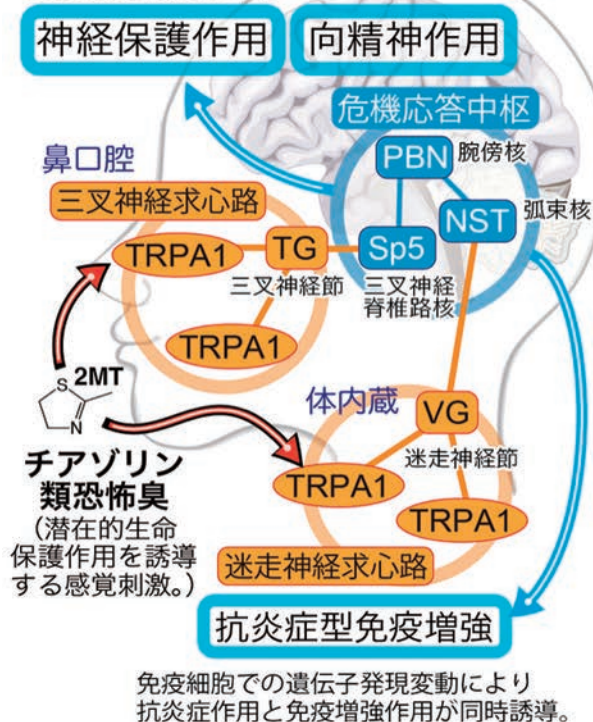 神経保護作用
向精神作用
危機応答中枢
PBN
腕傍核
鼻口腔
三叉神経求心路
NST
弧束核
TRPA1
TG
Sp5
三叉神経節
三叉神経
脊椎路核
TRPA1
S
2MT
N
体内蔵
VG
チアゾリン
類恐怖臭
迷走神経節
(潜在的生命
保護作用を誘導
する感覚刺激。)
TRPA1
TRPA1
迷走神経求心路
抗炎症型免疫増強
免疫細胞での遺伝子発現変動により
抗炎症作用と免疫増強作用が同時誘導。